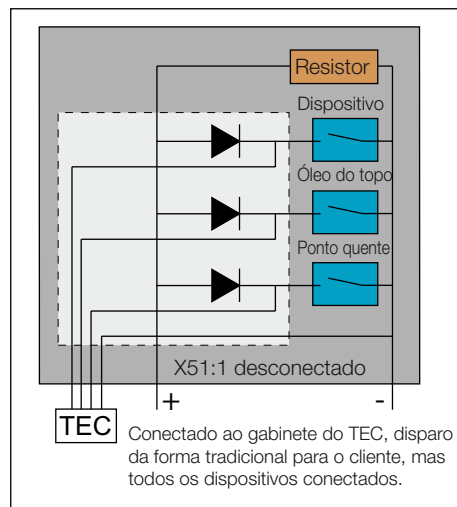 Resistor
Dispositivo
Óleo do topo
Ponto quente
X51:1 desconectado
+ -
TEC
Conectado ao gabinete do TEC, disparo
da forma tradicional para o cliente, mas
todos os dispositivos conectados.